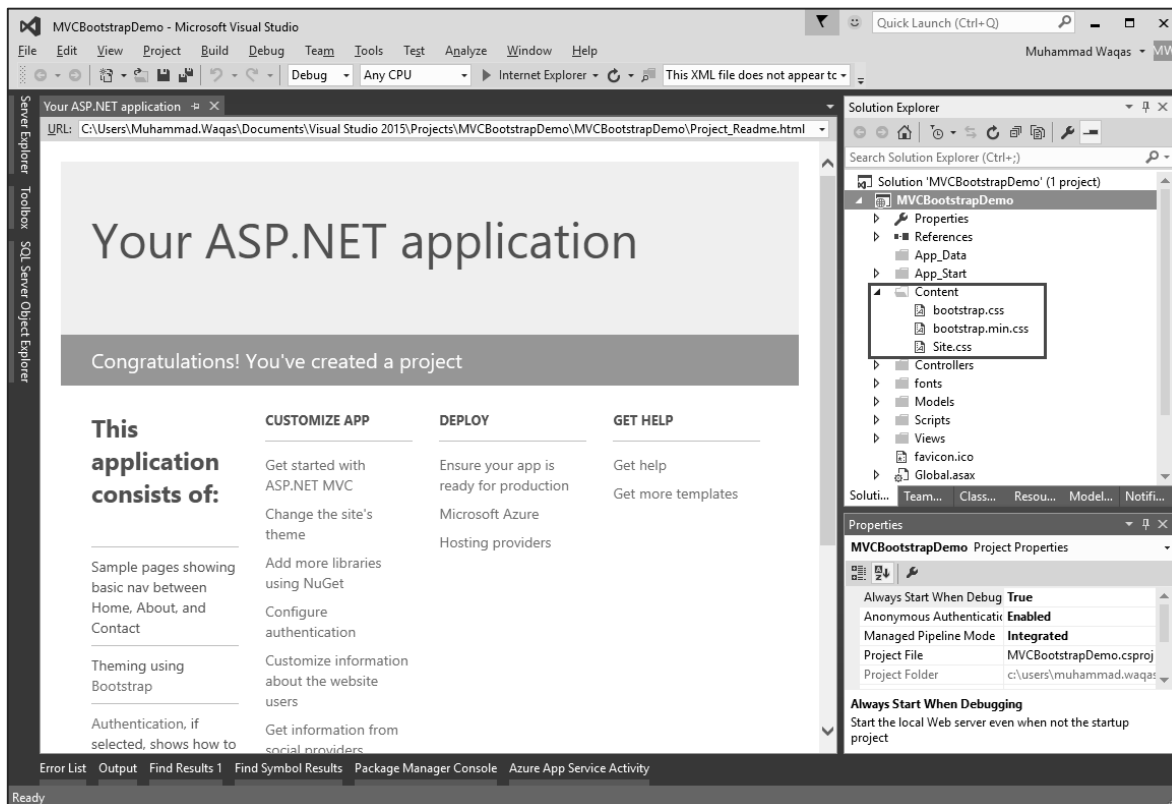 MVCBootstrapDemo - Microsoft Visual Studio
Quick Launch (Ctrl+Q)
File Edit View Project Build Debug Team Tools Test Analyze Window Help
Muhammad Waqas
MW
Debug Any CPU Internet Explorer This XML file does not appear to
Server Explorer
Toolbox
SQL Server Object Explorer
Your ASP.NET application
URL: C:\Users\Muhammad.Waqas\Documents\Visual Studio 2015\Projects\MVCBootstrapDemo\MVCBootstrapDemo\Project_Readme.html
Your ASP.NET application
Congratulations! You've created a project
This
application
consists of:
Sample pages showing
basic nav between
Home, About, and
Contact
Theming using
Bootstrap
Authentication, if
selected, shows how to
CUSTOMIZE APP
Get started with
ASP.NET MVC
Change the site's
theme
Add more libraries
using NuGet
Configure
authentication
Customize information
about the website
users
Get information from
social providers
DEPLOY
Ensure your app is
ready for production
Microsoft Azure
Hosting providers
GET HELP
Get help
Get more templates
Solution Explorer
Search Solution Explorer (Ctrl+;)
Solution 'MVCBootstrapDemo' (1 project)
MVCBootstrapDemo
Properties
References
App_Data
App_Start
Content
bootstrap.css
bootstrap.min.css
Site.css
Controllers
fonts
Models
Scripts
Views
favicon.ico
Global.asax
Soluti... Team... Class... Resou... Model... Notifi...
Properties
MVCBootstrapDemo Project Properties
Always Start When Debug True
Anonymous Authenticatic Enabled
Managed Pipeline Mode Integrated
Project File MVCBootstrapDemo.csproj
Project Folder c:\users\muhammad.waqas
Always Start When Debugging
Start the local Web server even when not the startup
project
Error List Output Find Results 1 Find Symbol Results Package Manager Console Azure App Service Activity
Ready